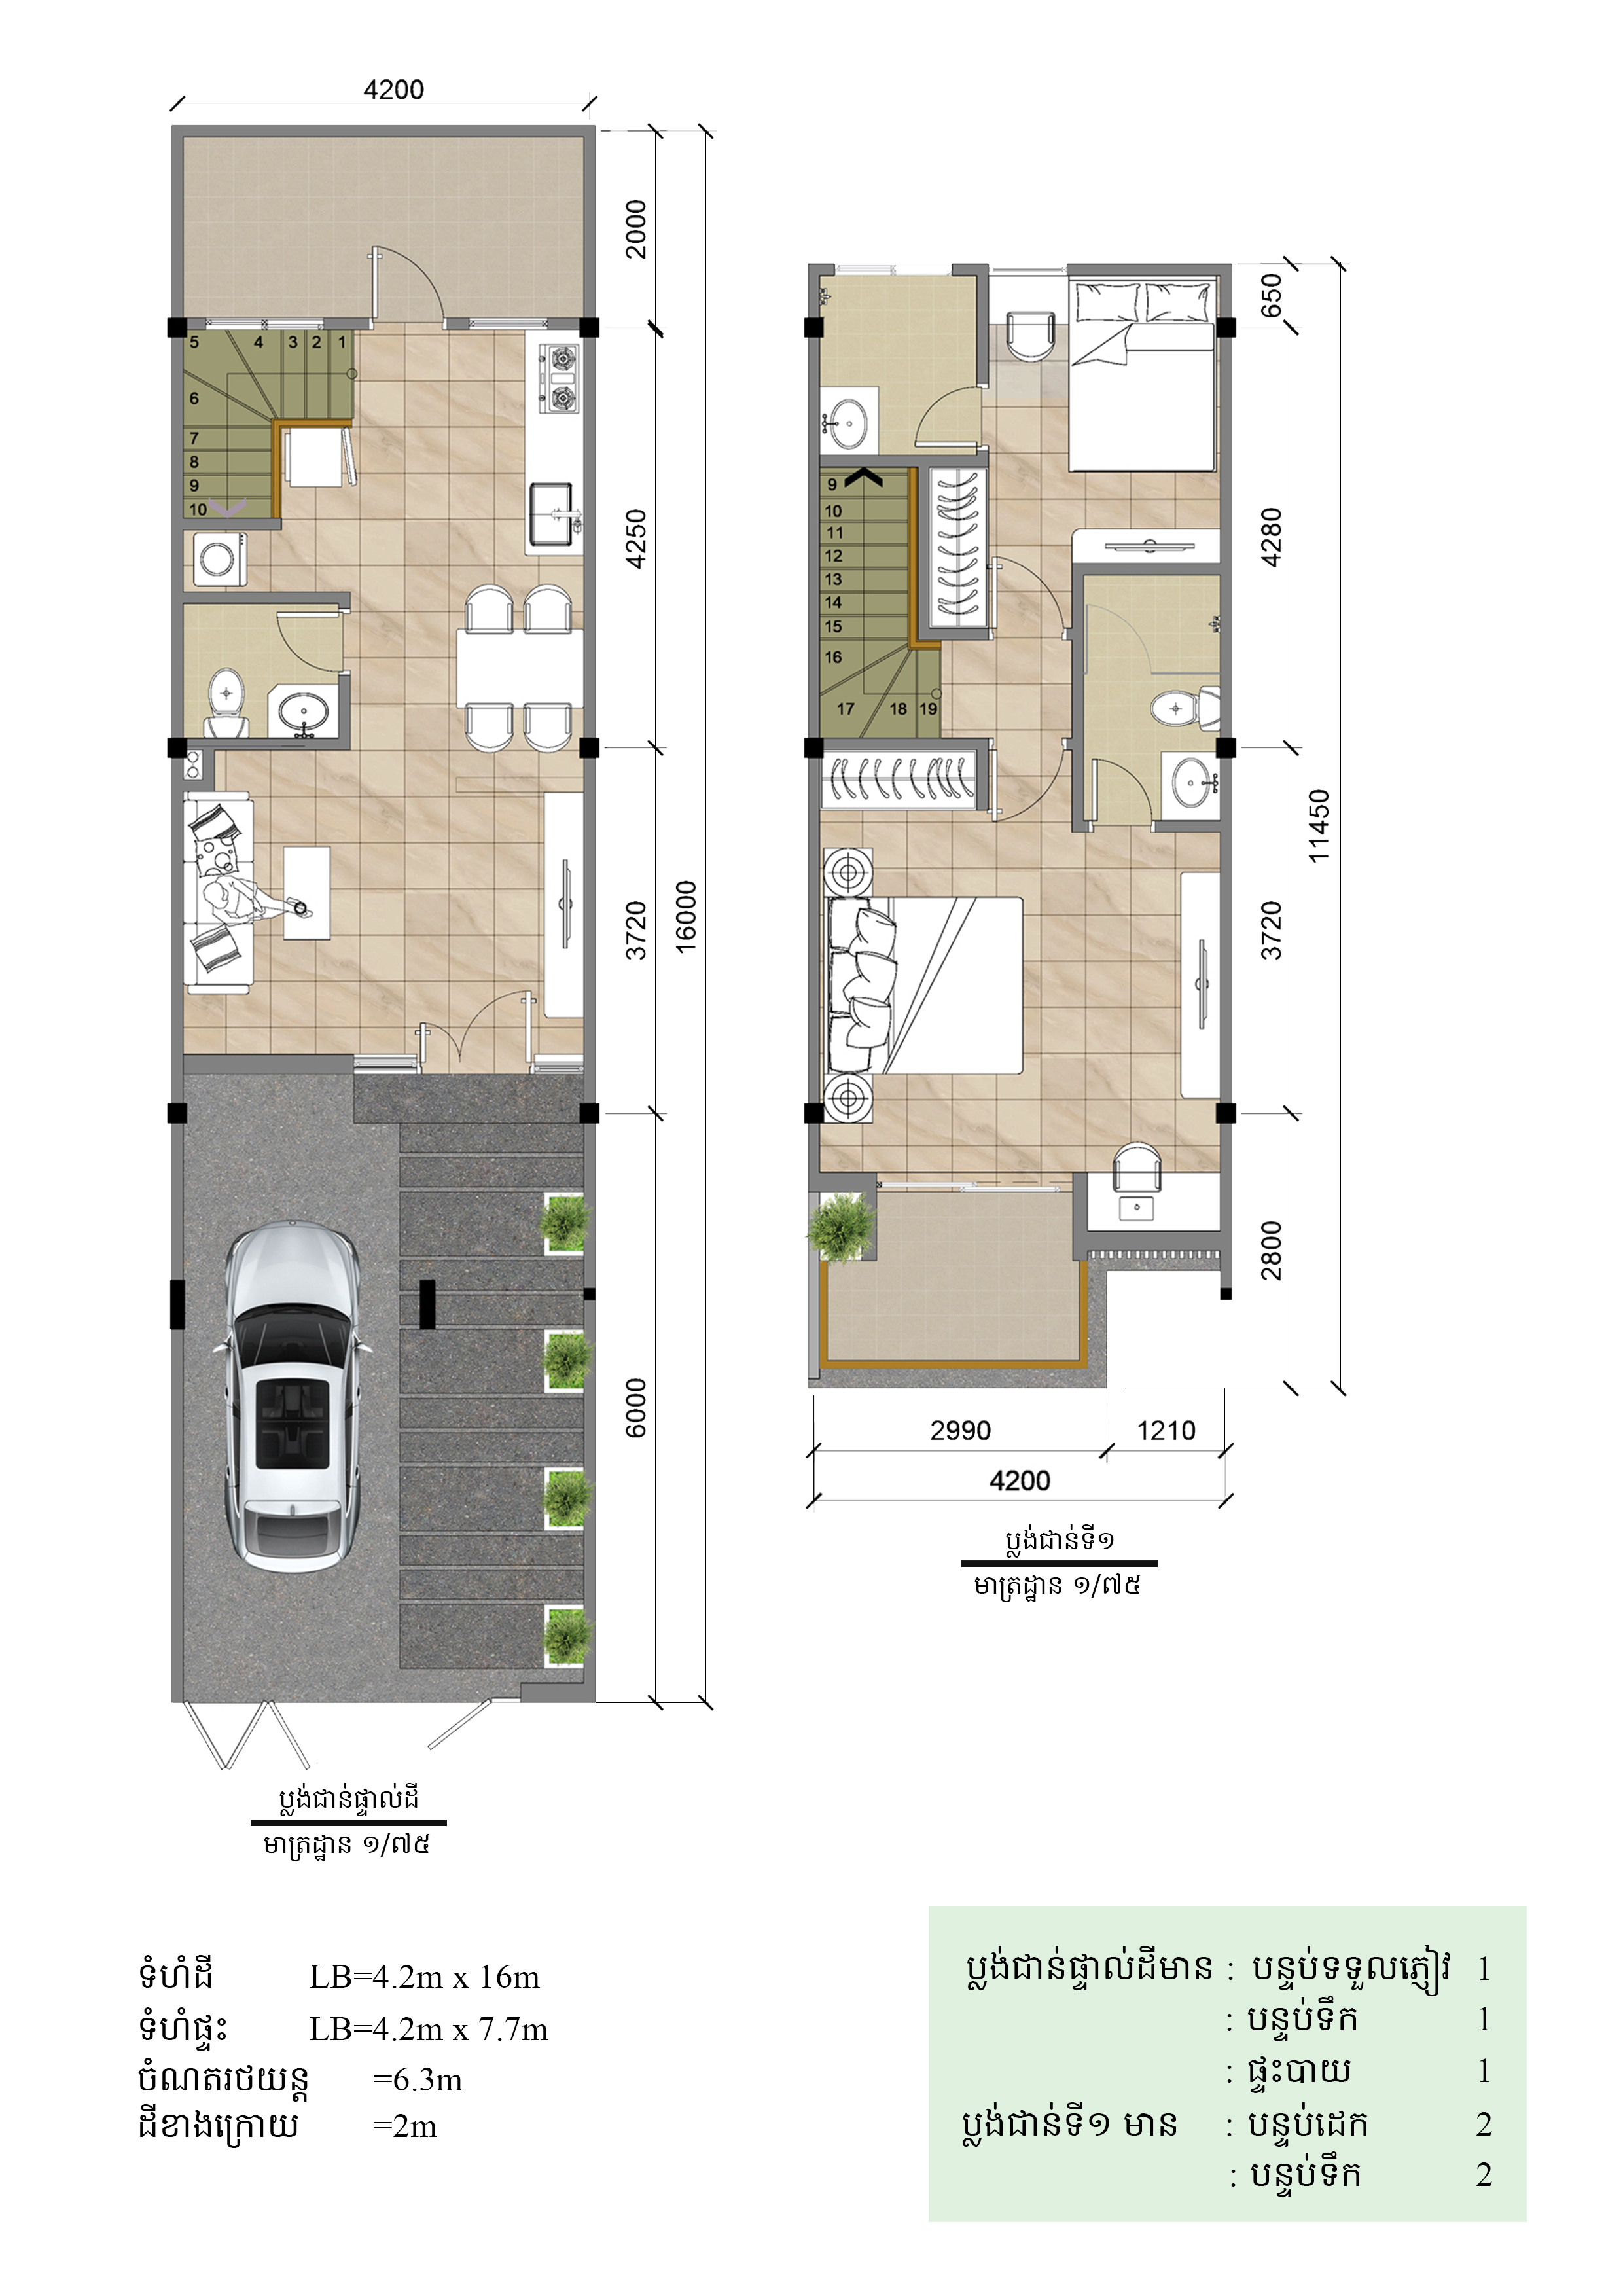 4200
2000
4250
3720
6000
16000
5 4 3 2 1
6
7
8
9
10
ប្លង់ជាន់ផ្ទាល់ដី
មាត្រដ្ឋាន ១/៧៥
650
4280
3720
2800
11450
9
10
11
12
13
14
15
16
17 18 19
2990 1210
4200
ប្លង់ជាន់ទី១
មាត្រដ្ឋាន ១/៧៥
ទំហំដី LB=4.2m x 16m
ទំហំផ្ទះ LB=4.2m x 7.7m
ចំណតរថយន្ត =6.3m
ដីខាងក្រោយ =2m
ប្លង់ជាន់ផ្ទាល់ដីមាន : បន្ទប់ទទួលភ្ញៀវ 1
: បន្ទប់ទឹក 1
: ផ្ទះបាយ 1
ប្លង់ជាន់ទី១ មាន : បន្ទប់ដេក 2
: បន្ទប់ទឹក 2